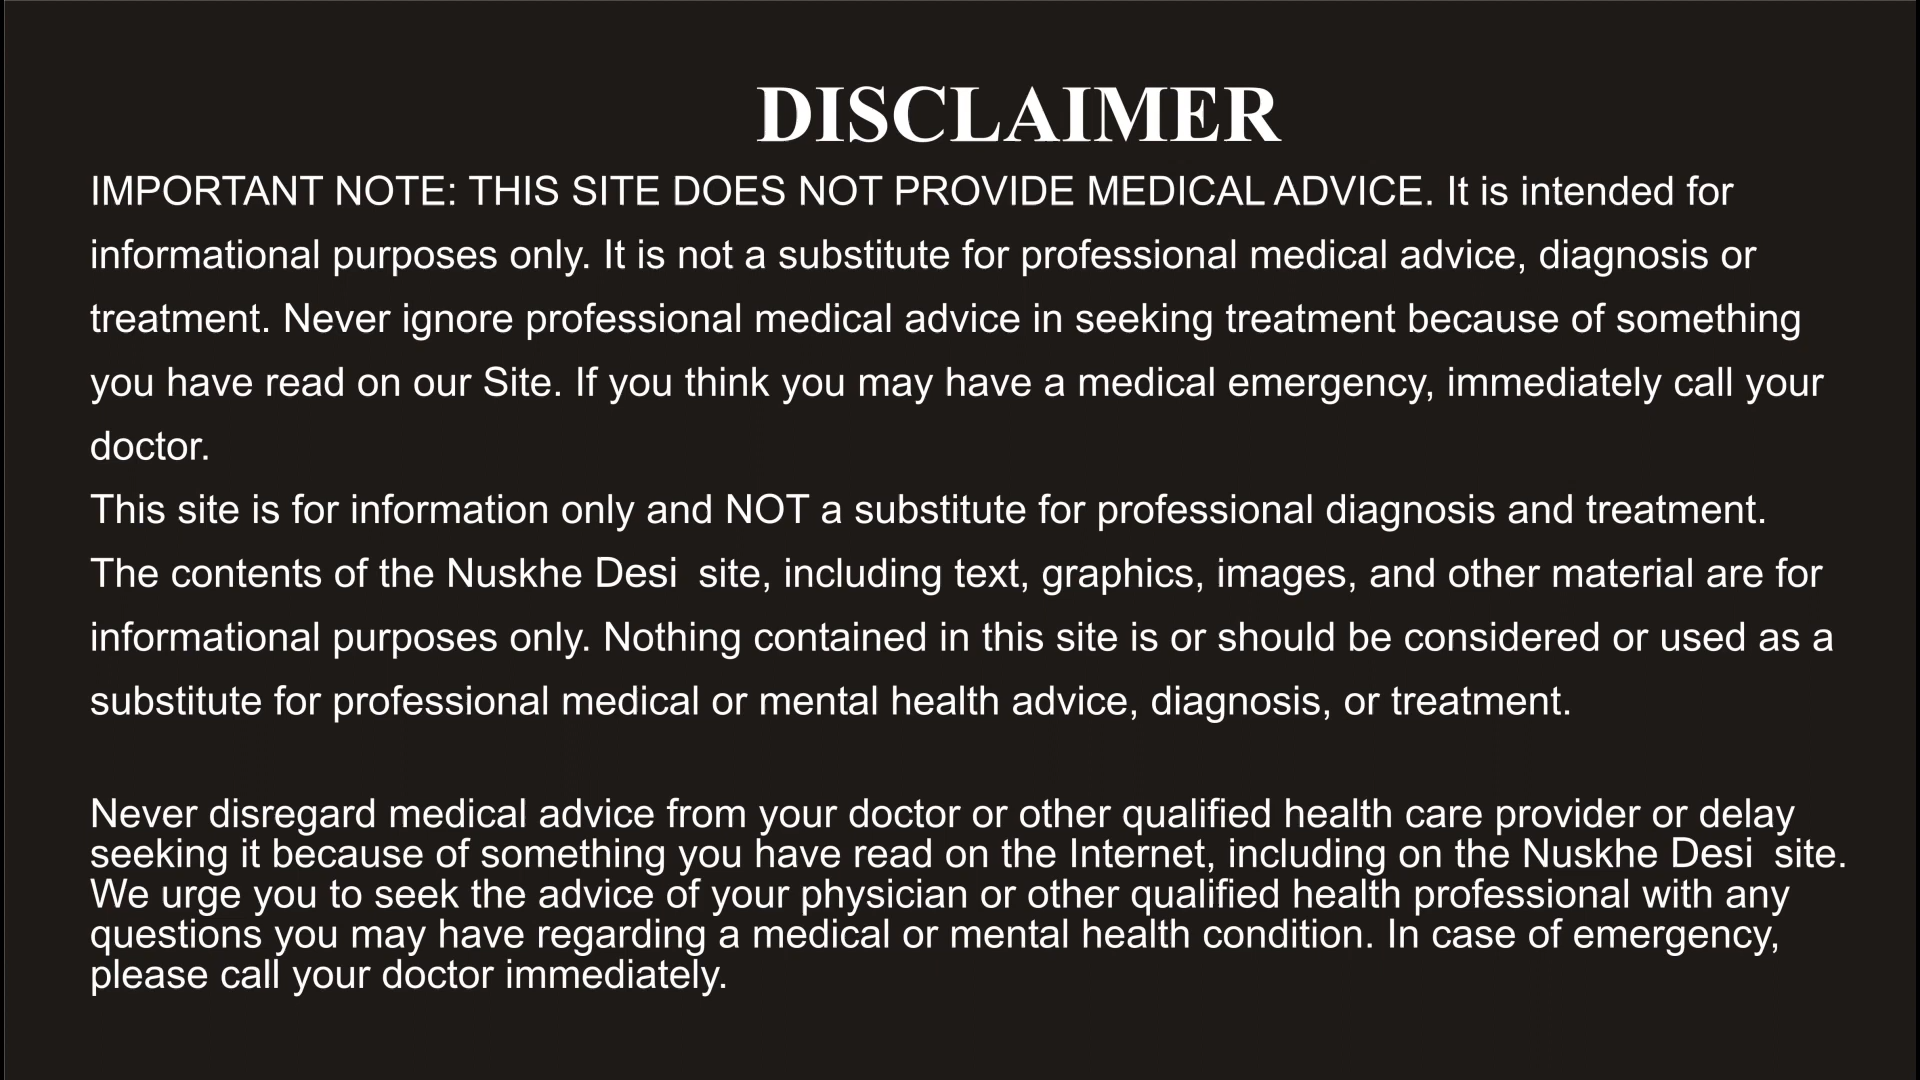 DISCLAIMER
IMPORTANT NOTE: THIS SITE DOES NOT PROVIDE MEDICAL ADVICE. It is intended for
informational purposes only. It is not a substitute for professional medical advice, diagnosis or
treatment. Never ignore professional medical advice in seeking treatment because of something
you have read on our Site. If you think you may have a medical emergency, immediately call your
doctor.
This site is for information only and NOT a substitute for professional diagnosis and treatment.
The contents of the Nuskhe Desi  site, including text, graphics, images, and other material are for
informational purposes only. Nothing contained in this site is or should be considered or used as a
substitute for professional medical or mental health advice, diagnosis, or treatment.
Never disregard medical advice from your doctor or other qualified health care provider or delay
seeking it because of something you have read on the Internet, including on the Nuskhe Desi  site.
We urge you to seek the advice of your physician or other qualified health professional with any
questions you may have regarding a medical or mental health condition. In case of emergency,
please call your doctor immediately.